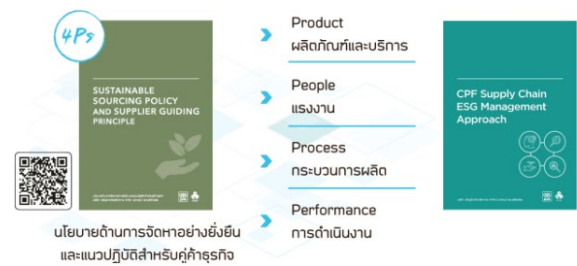 4Ps
SUSTAINABLE
SOURCING POLICY
AND SUPPLIER GUIDING
PRINCIPLE
นโยบายด้านการจัดหาอย่างยั่งยืน
และแนวปฏิบัติสำหรับคู่ค้าธุรกิจ
Product
ผลิตภัณฑ์และบริการ
People
แรงงาน
Process
กระบวนการผลิต
Performance
การดำเนินงาน
CPF Supply Chain
ESG Management
Approach